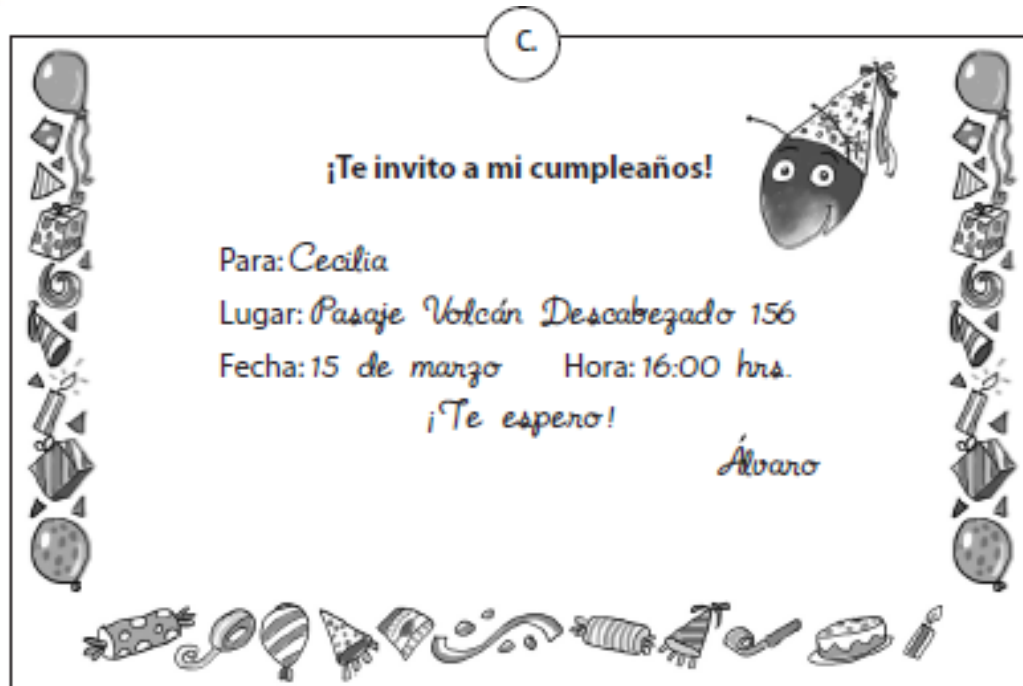 C.
¡Te invito a mi cumpleaños!
Para: Cecilia
Lugar: Pasaje Volcán Descabezado 156
Fecha: 15 de marzo Hora: 16:00 hrs.
¡Te espero!
Álvaro